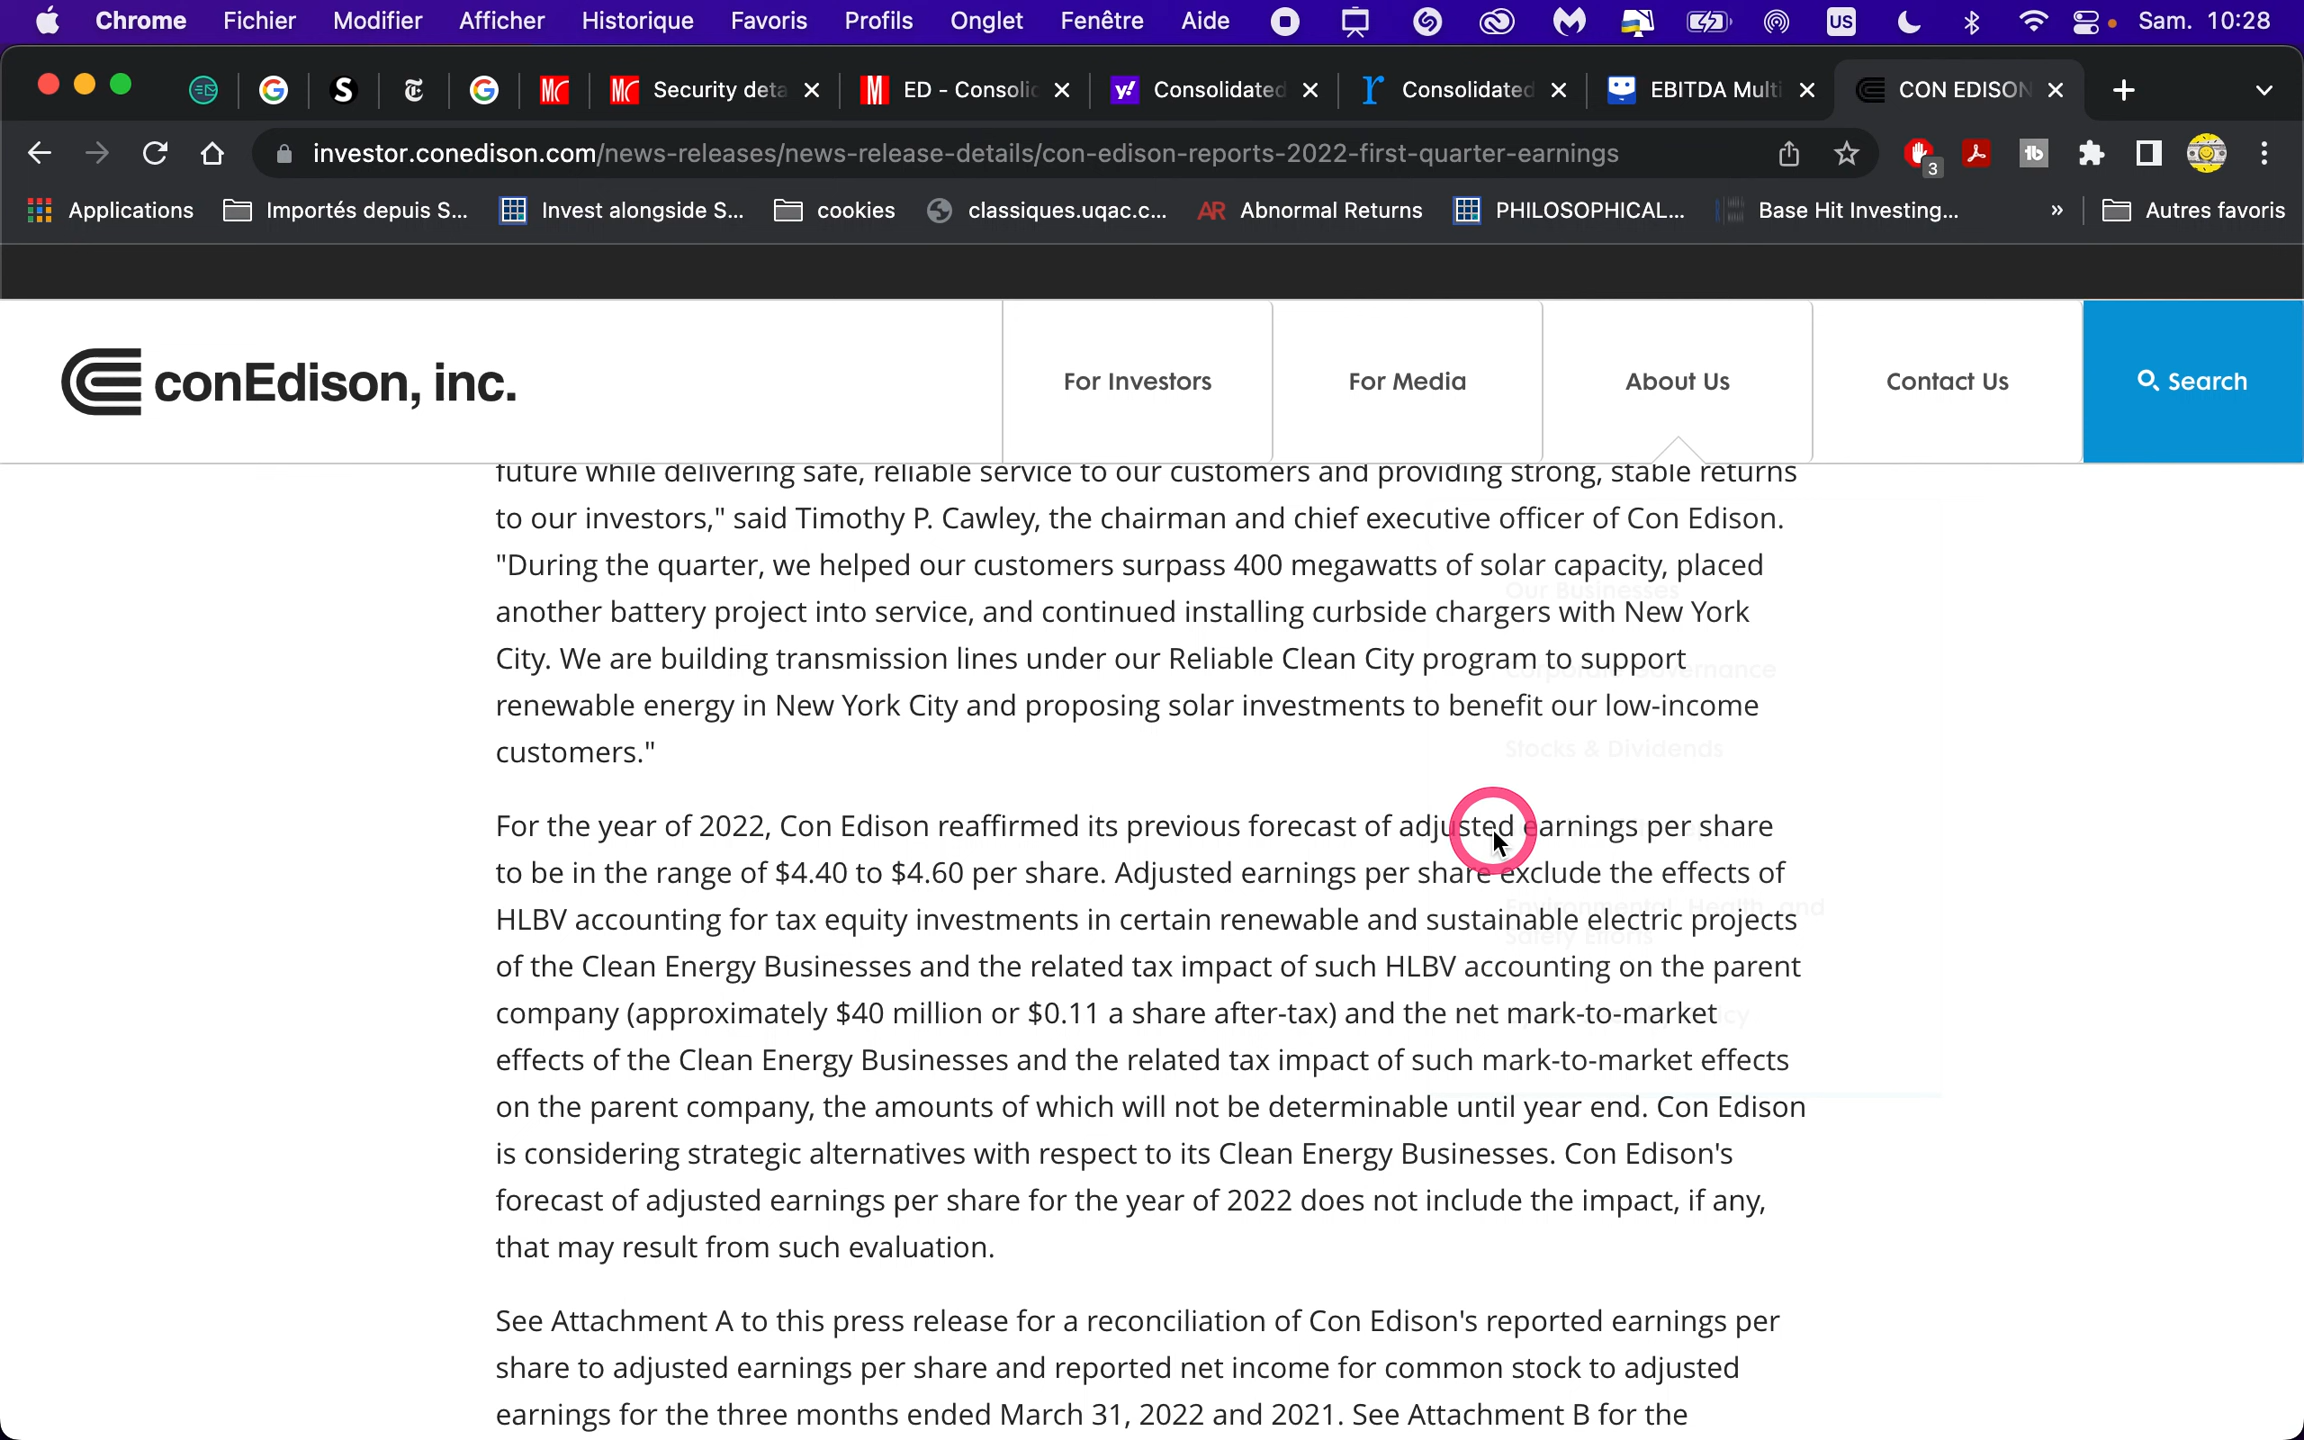 Chrome Fichier Modifier Afficher Historique Favoris Profils Onglet Fenêtre Aide US Sam. 10:28
Security deta ED - Consolic Consolidated Consolidated EBITDA Multi CON EDISON
investor.conedison.com/news-releases/news-release-details/con-edison-reports-2022-first-quarter-earnings 3
Applications Importés depuis S... Invest alongside S... cookies classiques.uqac.c... AR Abnormal Returns PHILOSOPHICAL... Base Hit Investing... » Autres favoris
conEdison, inc. For Investors For Media About Us Contact Us Search
future while delivering safe, reliable service to our customers and providing strong, stable returns
to our investors," said Timothy P. Cawley, the chairman and chief executive officer of Con Edison.
"During the quarter, we helped our customers surpass 400 megawatts of solar capacity, placed
Our Businesses
another battery project into service, and continued installing curbside chargers with New York
City. We are building transmission lines under our Reliable Clean City program to support
Corporate Governance
renewable energy in New York City and proposing solar investments to benefit our low-income
customers."
Stocks & Dividends
For the year of 2022, Con Edison reaffirmed its previous forecast of adjusted earnings per share
to be in the range of $4.40 to $4.60 per share. Adjusted earnings per share exclude the effects of
Environmental, Health, and
HLBV accounting for tax equity investments in certain renewable and sustainable electric projects
Safety Efforts
of the Clean Energy Businesses and the related tax impact of such HLBV accounting on the parent
company (approximately $40 million or $0.11 a share after-tax) and the net mark-to-market
effects of the Clean Energy Businesses and the related tax impact of such mark-to-market effects
on the parent company, the amounts of which will not be determinable until year end. Con Edison
is considering strategic alternatives with respect to its Clean Energy Businesses. Con Edison's
forecast of adjusted earnings per share for the year of 2022 does not include the impact, if any,
that may result from such evaluation.
See Attachment A to this press release for a reconciliation of Con Edison's reported earnings per
share to adjusted earnings per share and reported net income for common stock to adjusted
earnings for the three months ended March 31, 2022 and 2021. See Attachment B for the